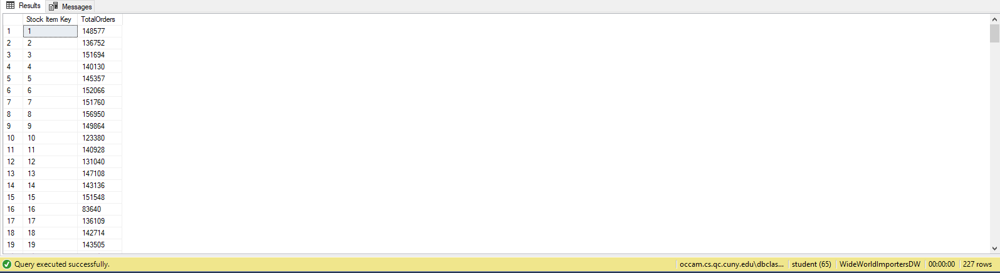 Results Messages
Stock Item Key TotalOrders
1 1 148577
2 2 136752
3 3 151694
4 4 140130
5 5 145357
6 6 152066
7 7 151760
8 8 156950
9 9 149864
10 10 123380
11 11 140928
12 12 131040
13 13 147108
14 14 143136
15 15 151548
16 16 83640
17 17 136109
18 18 142714
19 19 143505
Query executed successfully. occam.cs.qc.cuny.edu\dbclas... student (65) WideWorldImportersDW 00:00:00 227 rows